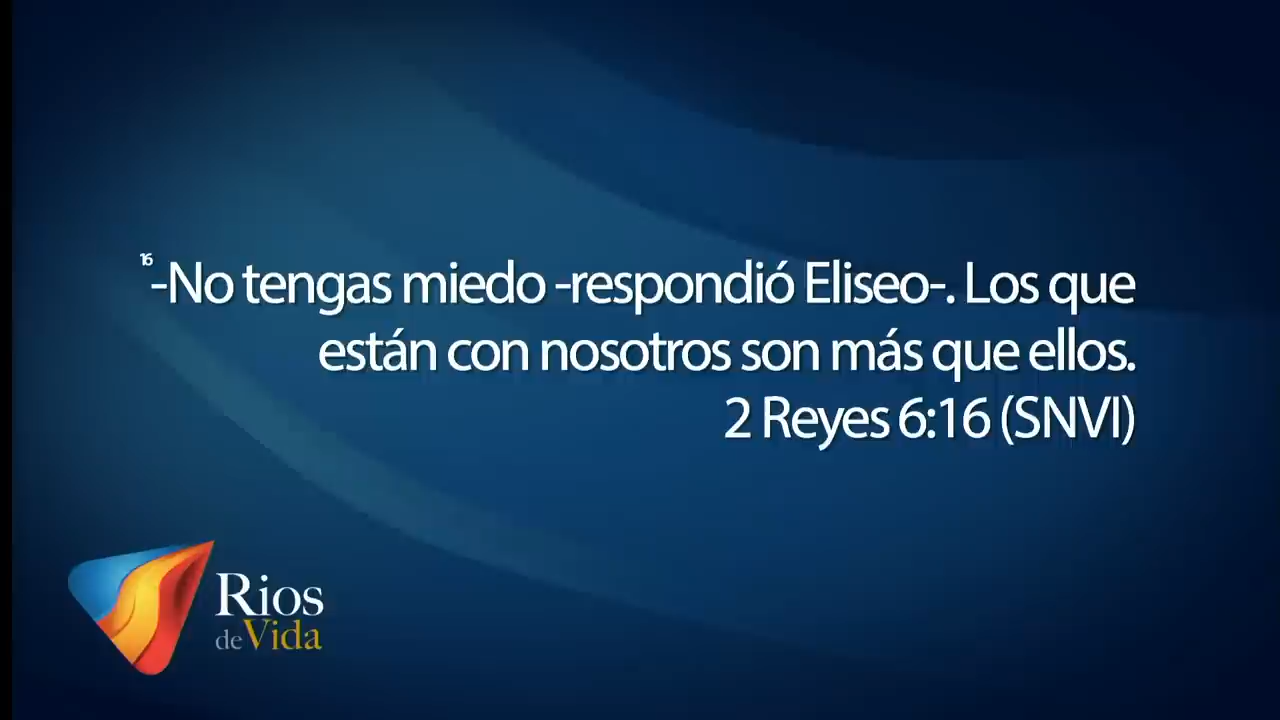 16 -No tengas miedo -respondió Eliseo-. Los que
están con nosotros son más que ellos.
2 Reyes 6:16 (SNVI)
Rios
de Vida